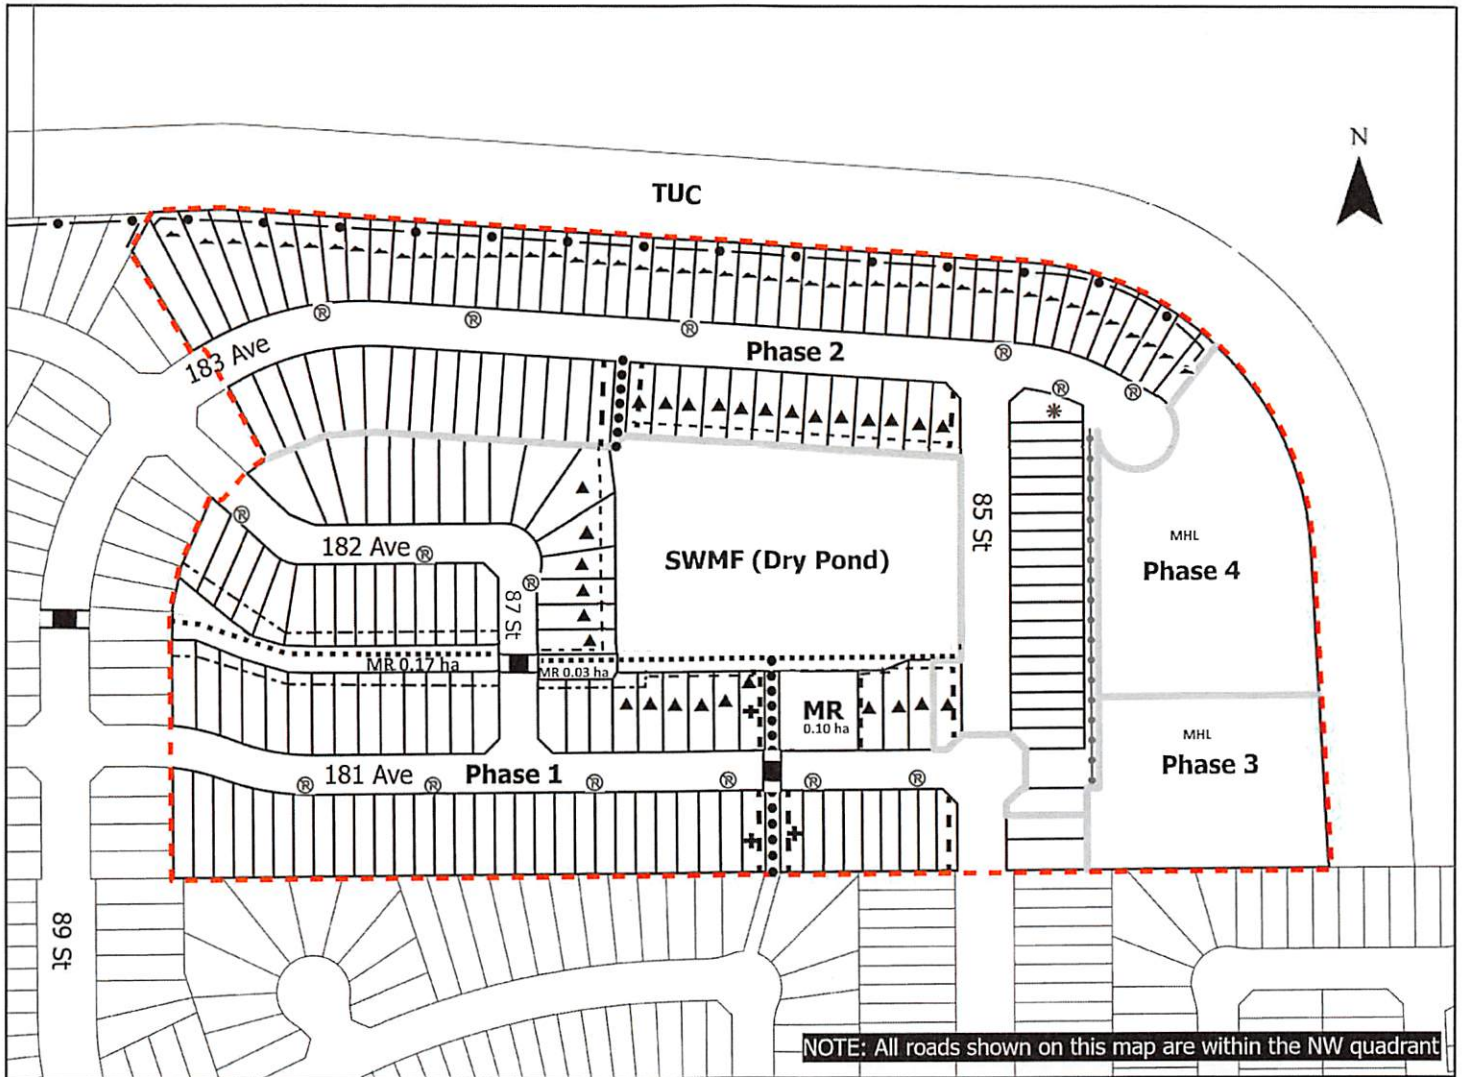 N
TUC
183 Ave
Phase 2
®
®
®
®
®
®
85 St
182 Ave
®
®
®
87 St
SWMF (Dry Pond)
MHL
Phase 4
MR 0.17 ha
MR 0.03 ha
MR
0.10 ha
MHL
Phase 3
181 Ave
Phase 1
®
®
®
®
®
®
89 St
NOTE: All roads shown on this map are within the NW quadrant